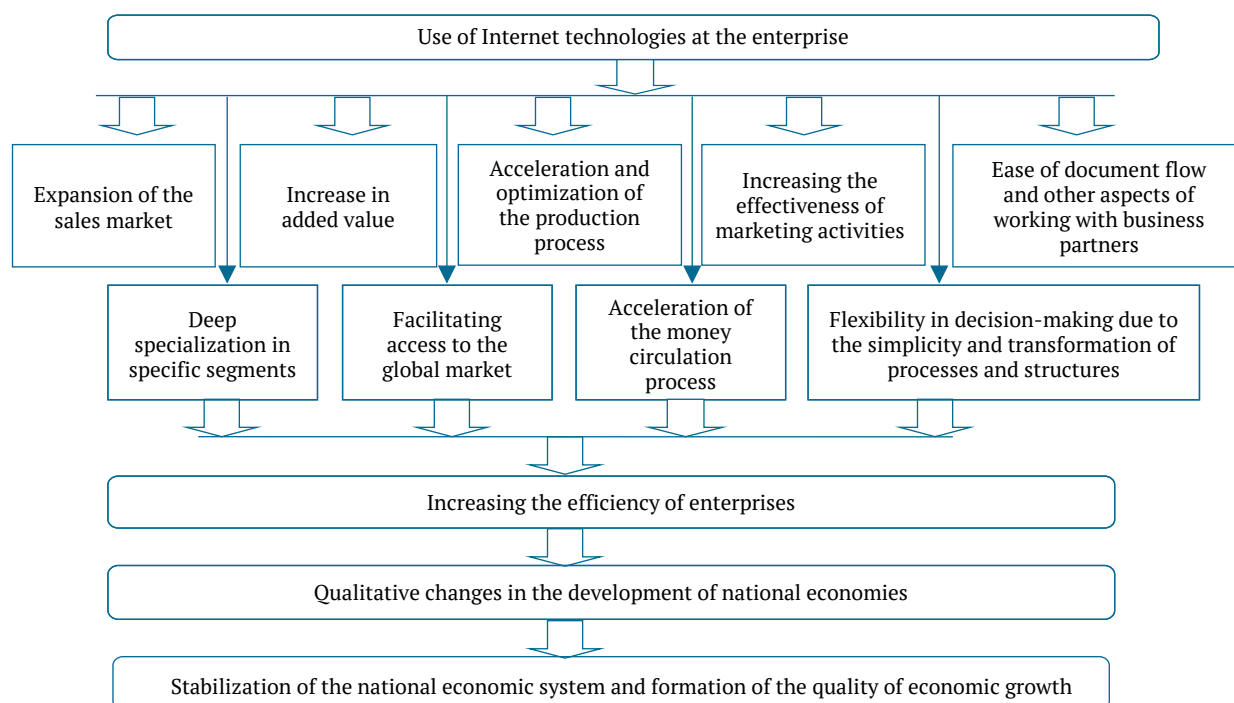 Use of Internet technologies at the enterprise
Expansion of the
sales market
Increase in
added value
Acceleration and
optimization of
the production
process
Increasing the
effectiveness of
marketing activities
Ease of document flow
and other aspects of
working with business
partners
Deep
specialization in
specific segments
Facilitating
access to the
global market
Acceleration of
the money
circulation
process
Flexibility in decision-making due to
the simplicity and transformation of
processes and structures
Increasing the efficiency of enterprises
Qualitative changes in the development of national economies
Stabilization of the national economic system and formation of the quality of economic growth